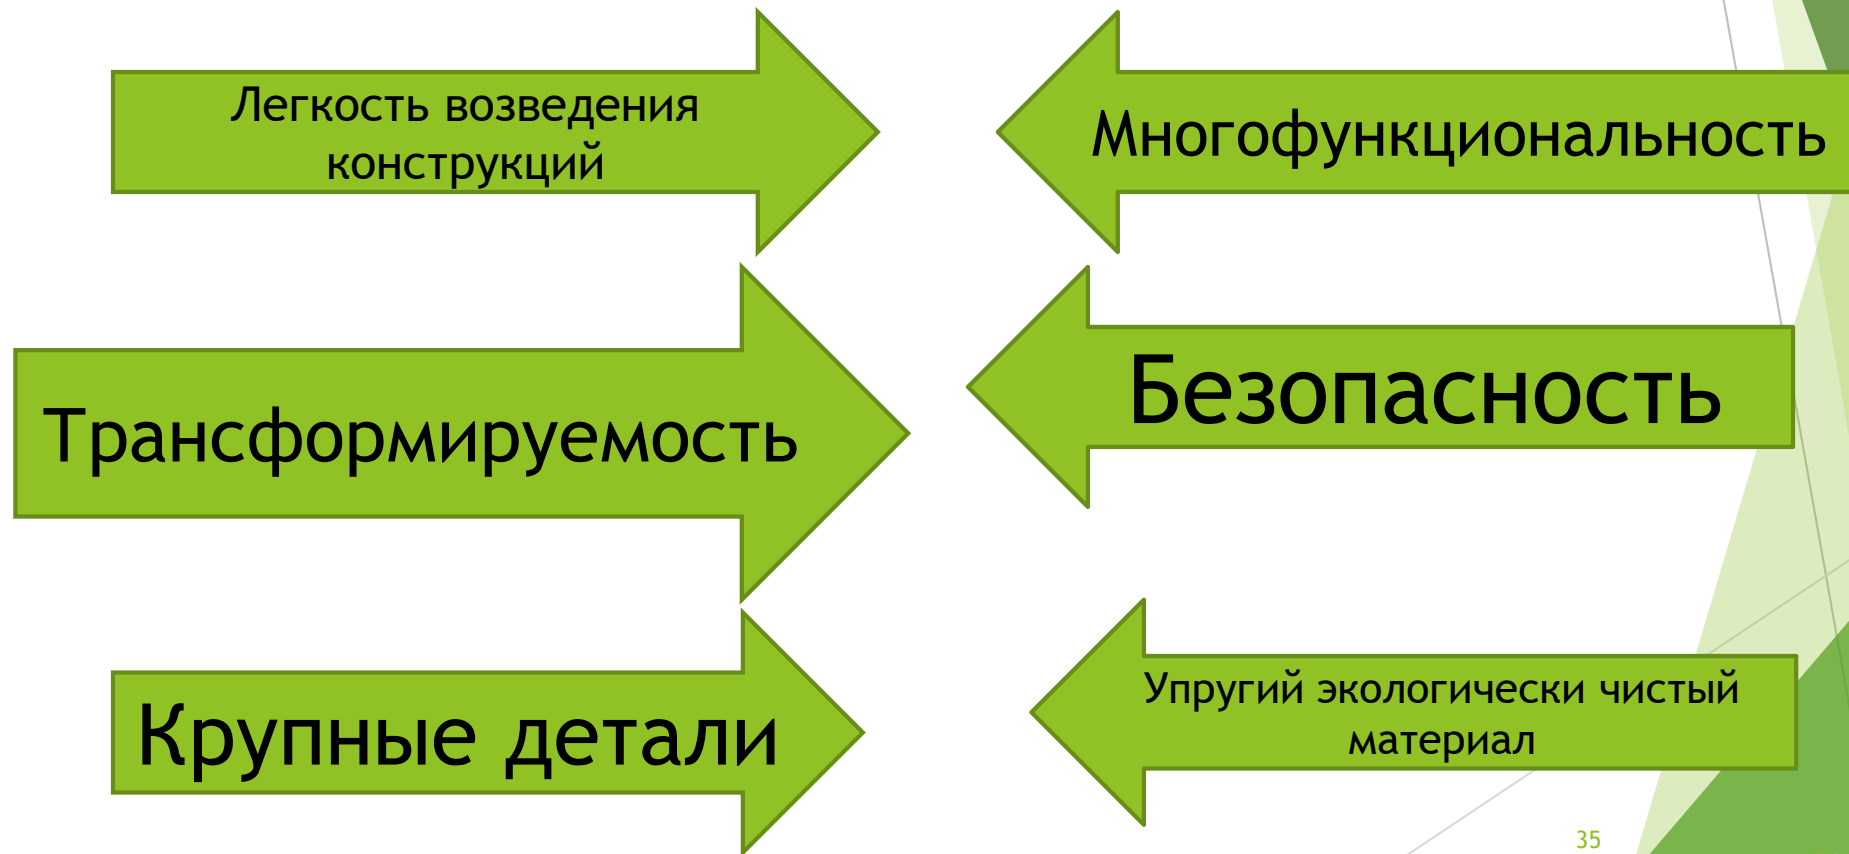 Легкость возведения
конструкций
Многофункциональность
Трансформируемость
Безопасность
Крупные детали
Упругий экологически чистый
материал
35